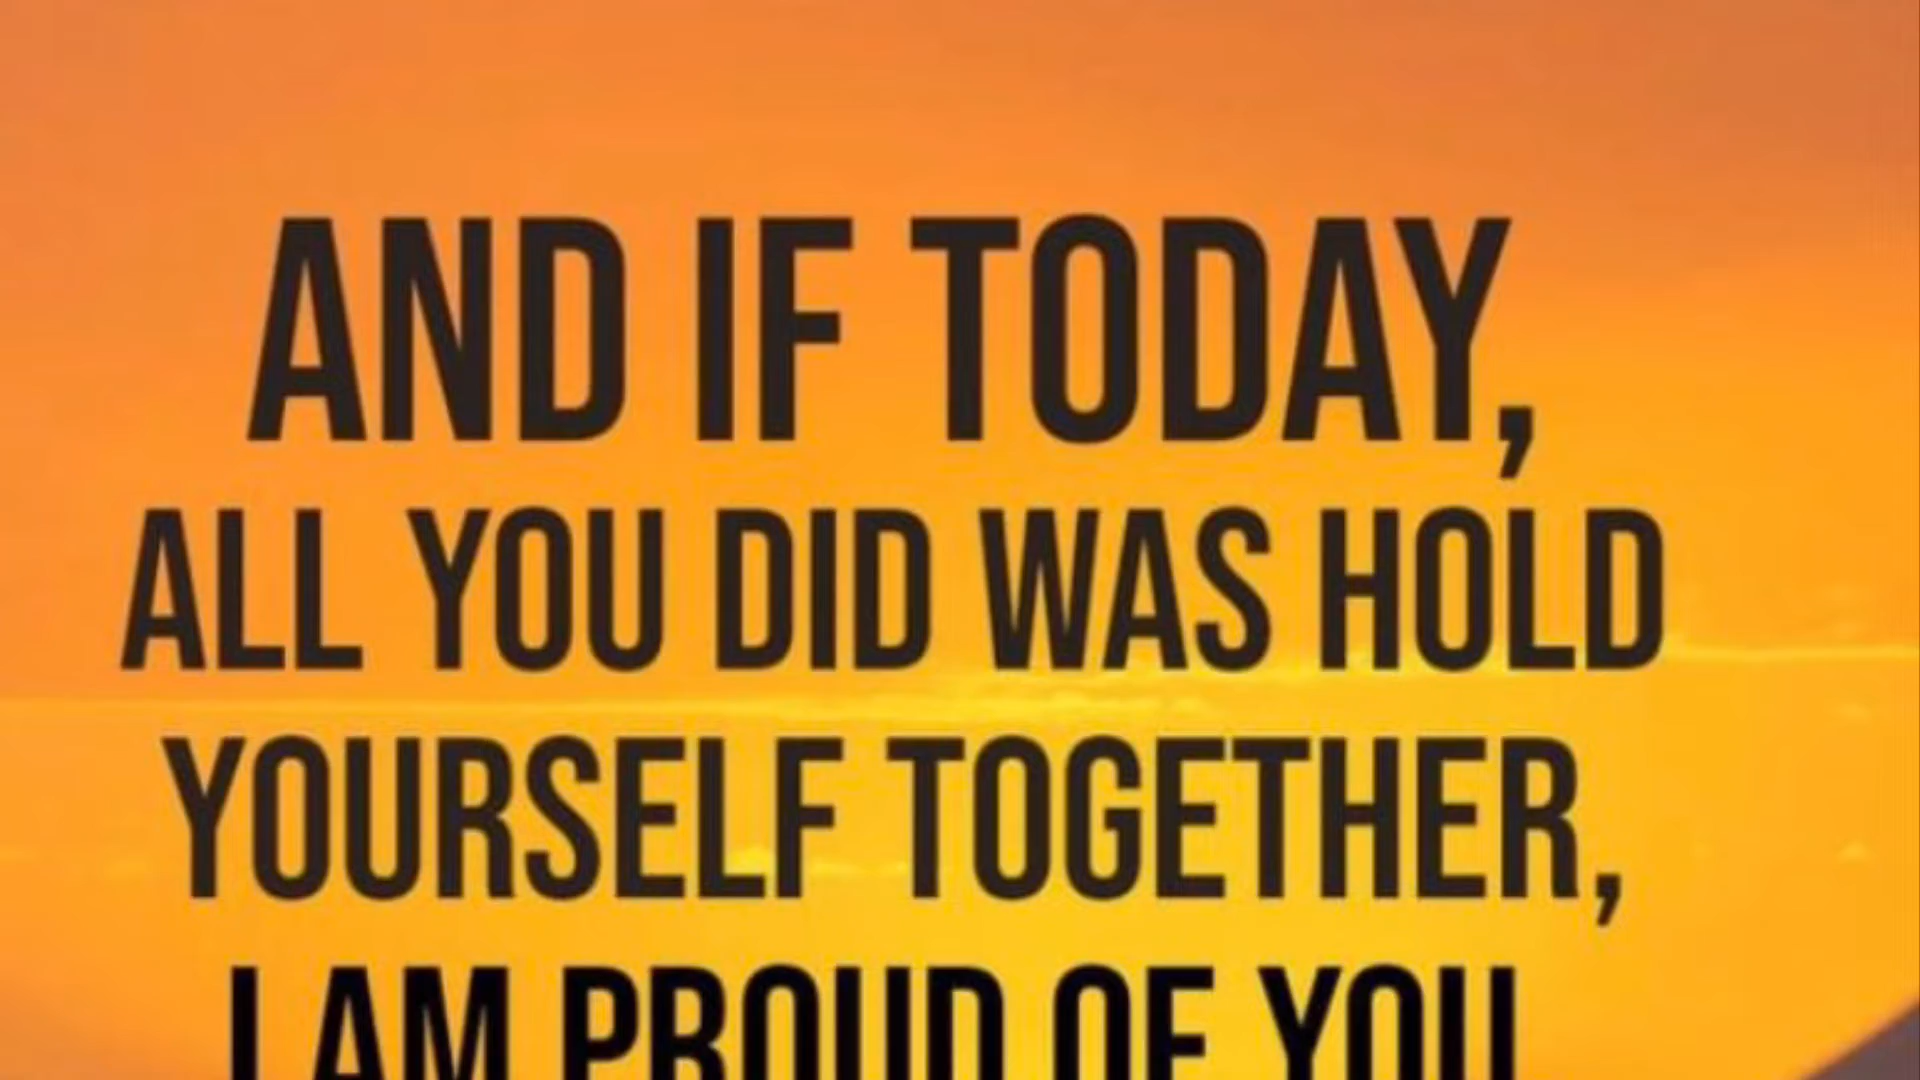 AND IF TODAY,
ALL YOU DID WAS HOLD
YOURSELF TOGETHER,
I AM PROUD OF YOU